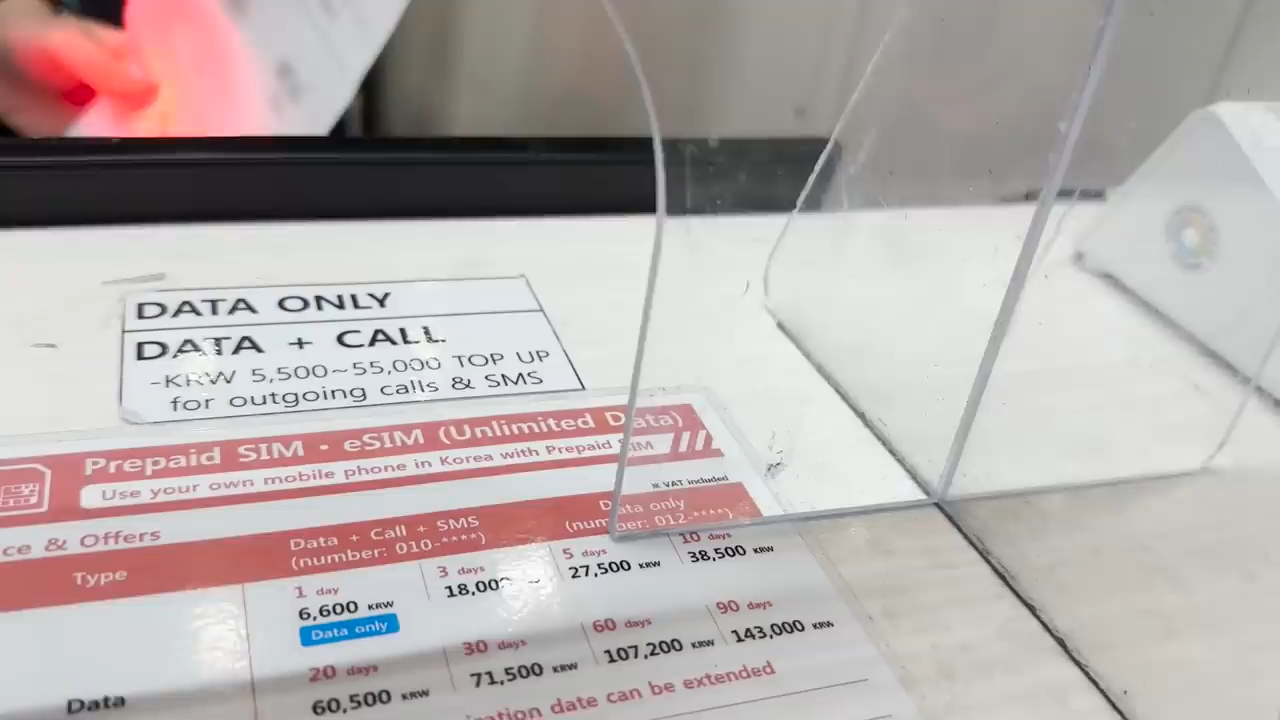 DATA ONLY
DATA + CALL
-KRW 5,500~55,000 TOP UP
for outgoing calls & SMS
Prepaid SIM · eSIM (Unlimited Data)
Use your own mobile phone in Korea with Prepaid SIM
※ VAT included
ce & Offers
Type
Data + Call + SMS
(number: 010-****)
Data only
(number: 012-****)
1 day
6,600 KRW
Data only
3 days
18,00
5 days
27,500 KRW
10 days
38,500 KRW
Data
20 days
60,500 KRW
30 days
71,500 KRW
60 days
107,200 KRW
90 days
143,000 KRW
ration date can be extended